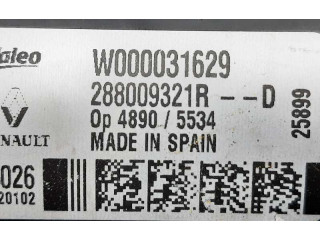 Valeo
W000031629
288009321R -- D
Op 4890 / 5534
MADE IN SPAIN
RENAULT
25899
026
20102